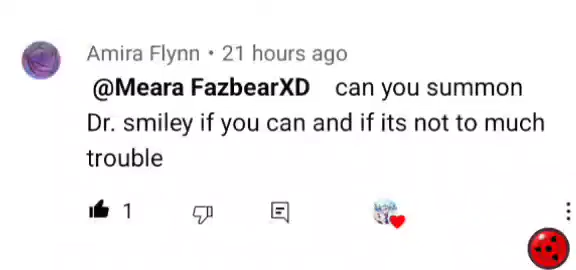 Amira Flynn • 21 hours ago
@Meara FazbearXD can you summon
Dr. smiley if you can and if its not to much
trouble
1